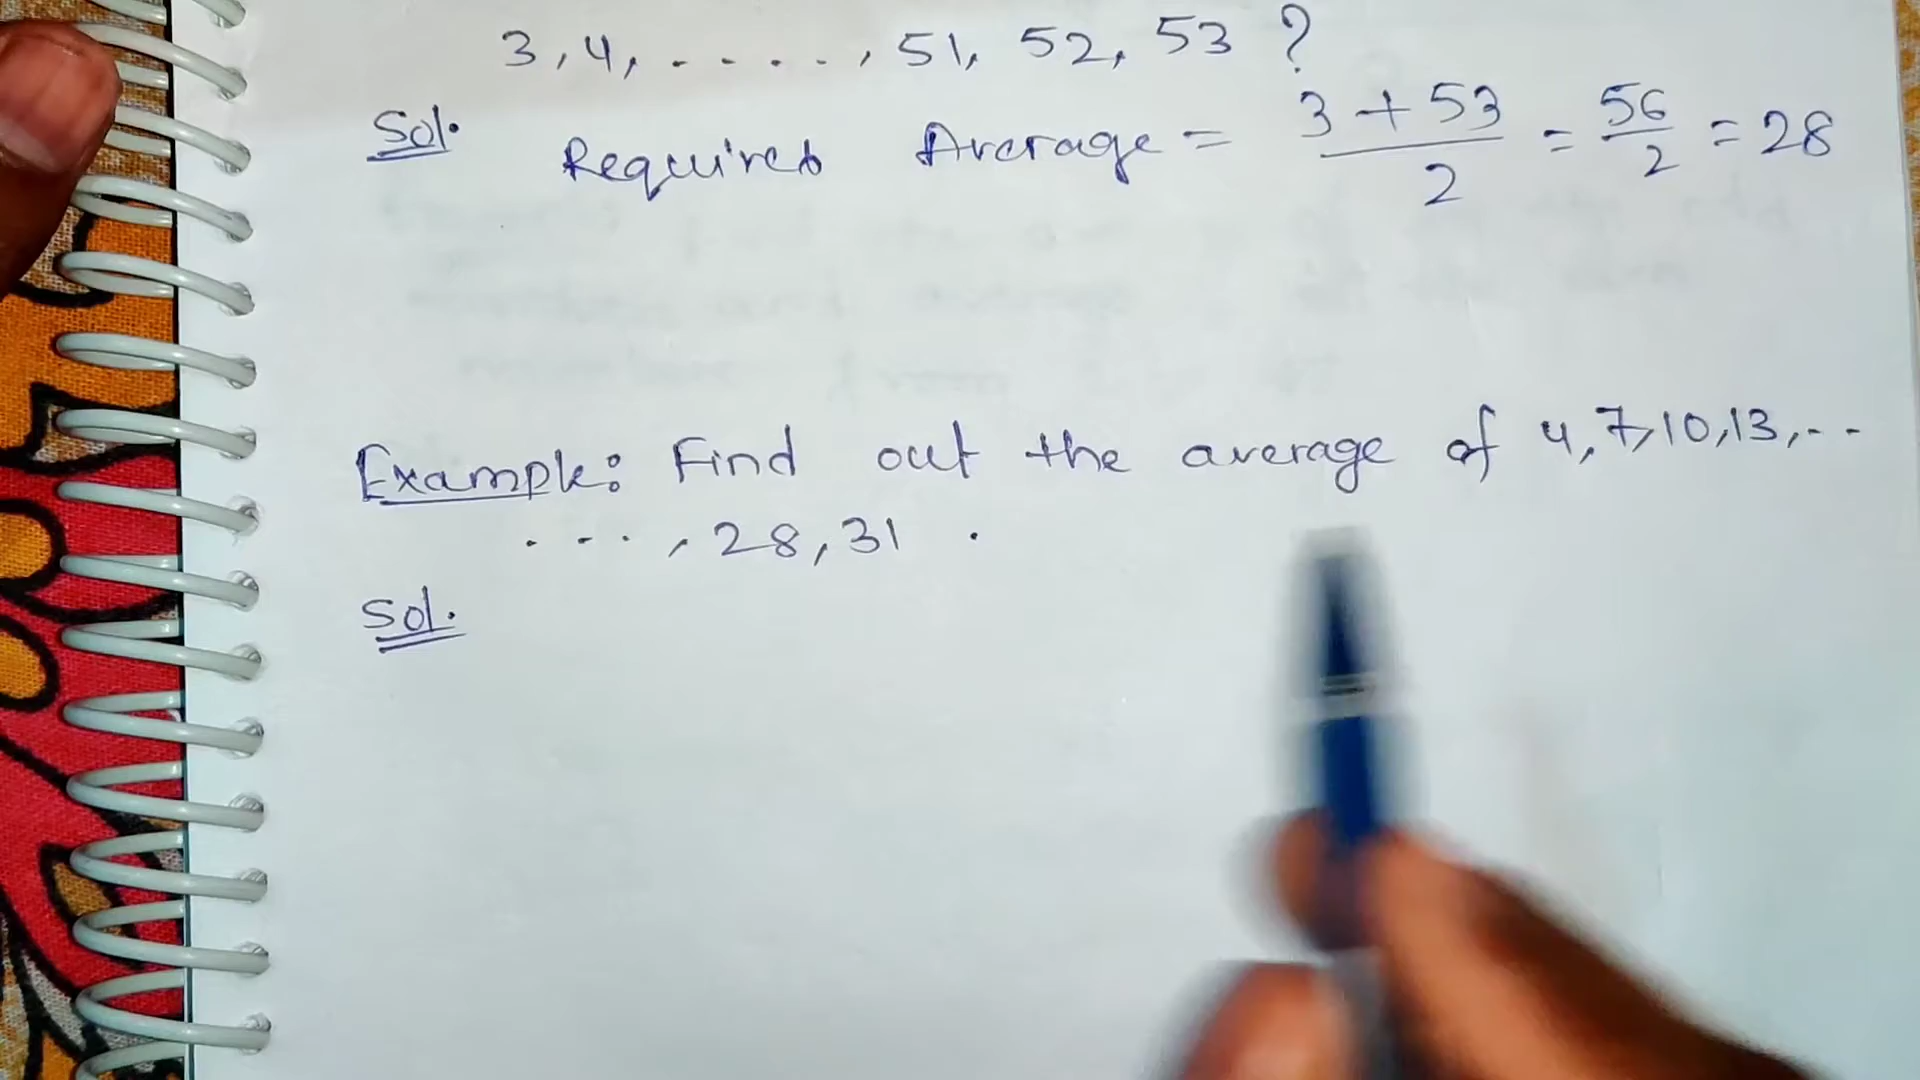 3, 4, . . . . . , 51, 52, 53 ?
Sol. Required Average = 3 + 53 / 2 = 56 / 2 = 28
Example: Find out the average of 4, 7, 10, 13, . .
. . . . , 28, 31 .
Sol.